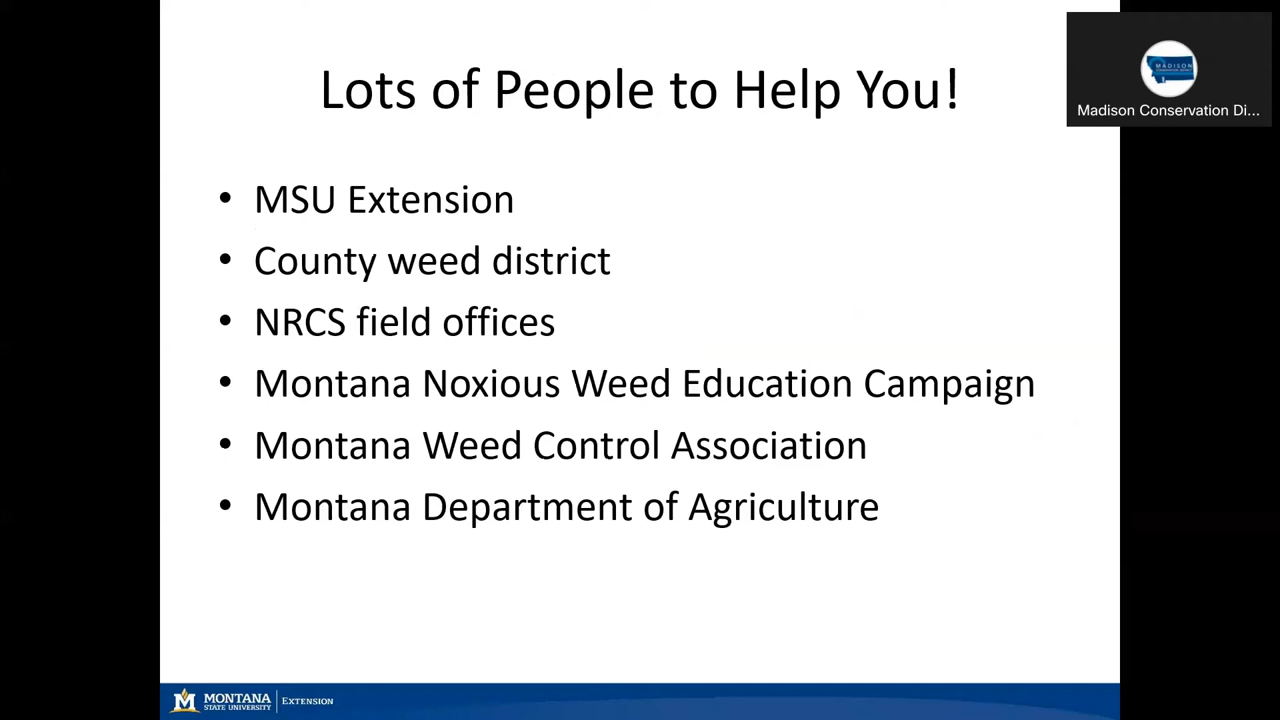 Lots of People to Help You!
MADISON
Madison Conservation Di...
• MSU Extension
• County weed district
• NRCS field offices
• Montana Noxious Weed Education Campaign
• Montana Weed Control Association
• Montana Department of Agriculture
M MONTANA
STATE UNIVERSITY
EXTENSION